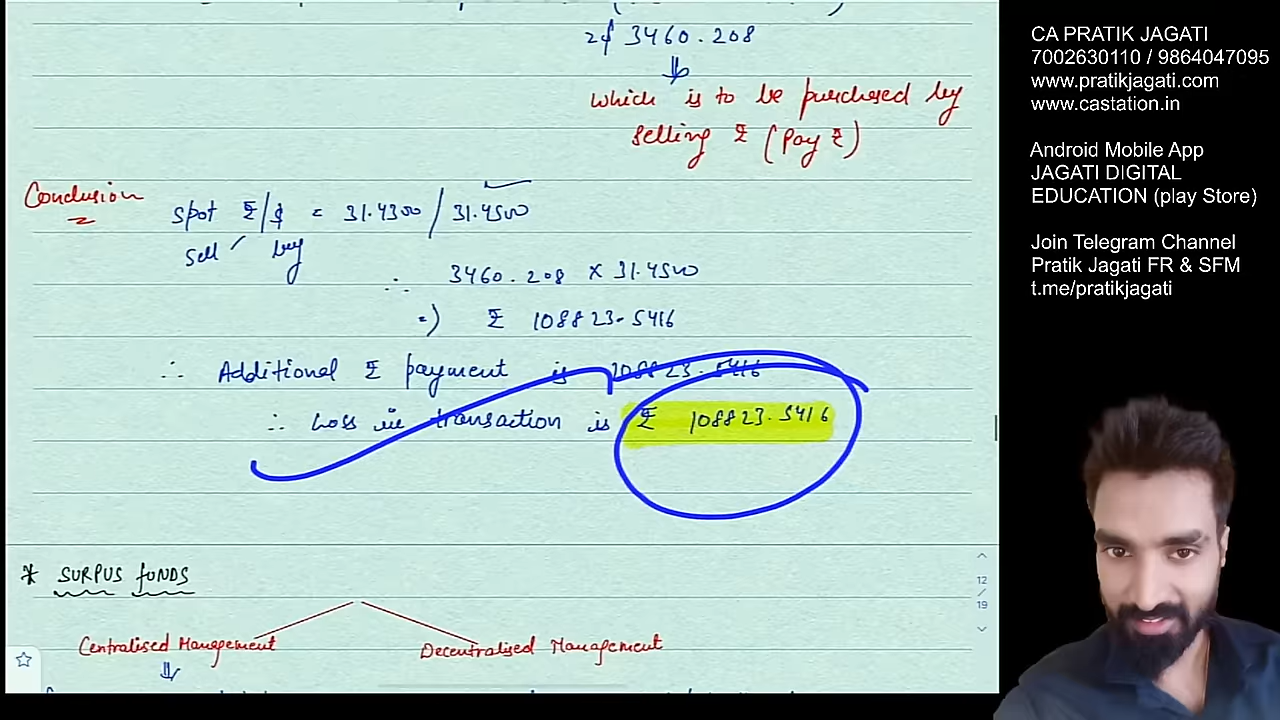 of $ 3460.208
⇓
which is to be purchased by
selling ₹ (pay ₹)
Conclusion
Spot ₹/$ = 31.4300 / 31.4500
sell buy
∴ 3460.208 × 31.4500
=) ₹ 108823.5416
∴ Additional ₹ payment is 108823.5416
∴ Loss in transaction is ₹ 108823.5416
* SURPUS FUNDS
Centralised Management Decentralised Management
12
/
19
CA PRATIK JAGATI
7002630110 / 9864047095
www.pratikjagati.com
www.castation.in
Android Mobile App
JAGATI DIGITAL
EDUCATION (play Store)
Join Telegram Channel
Pratik Jagati FR & SFM
t.me/pratikjagati